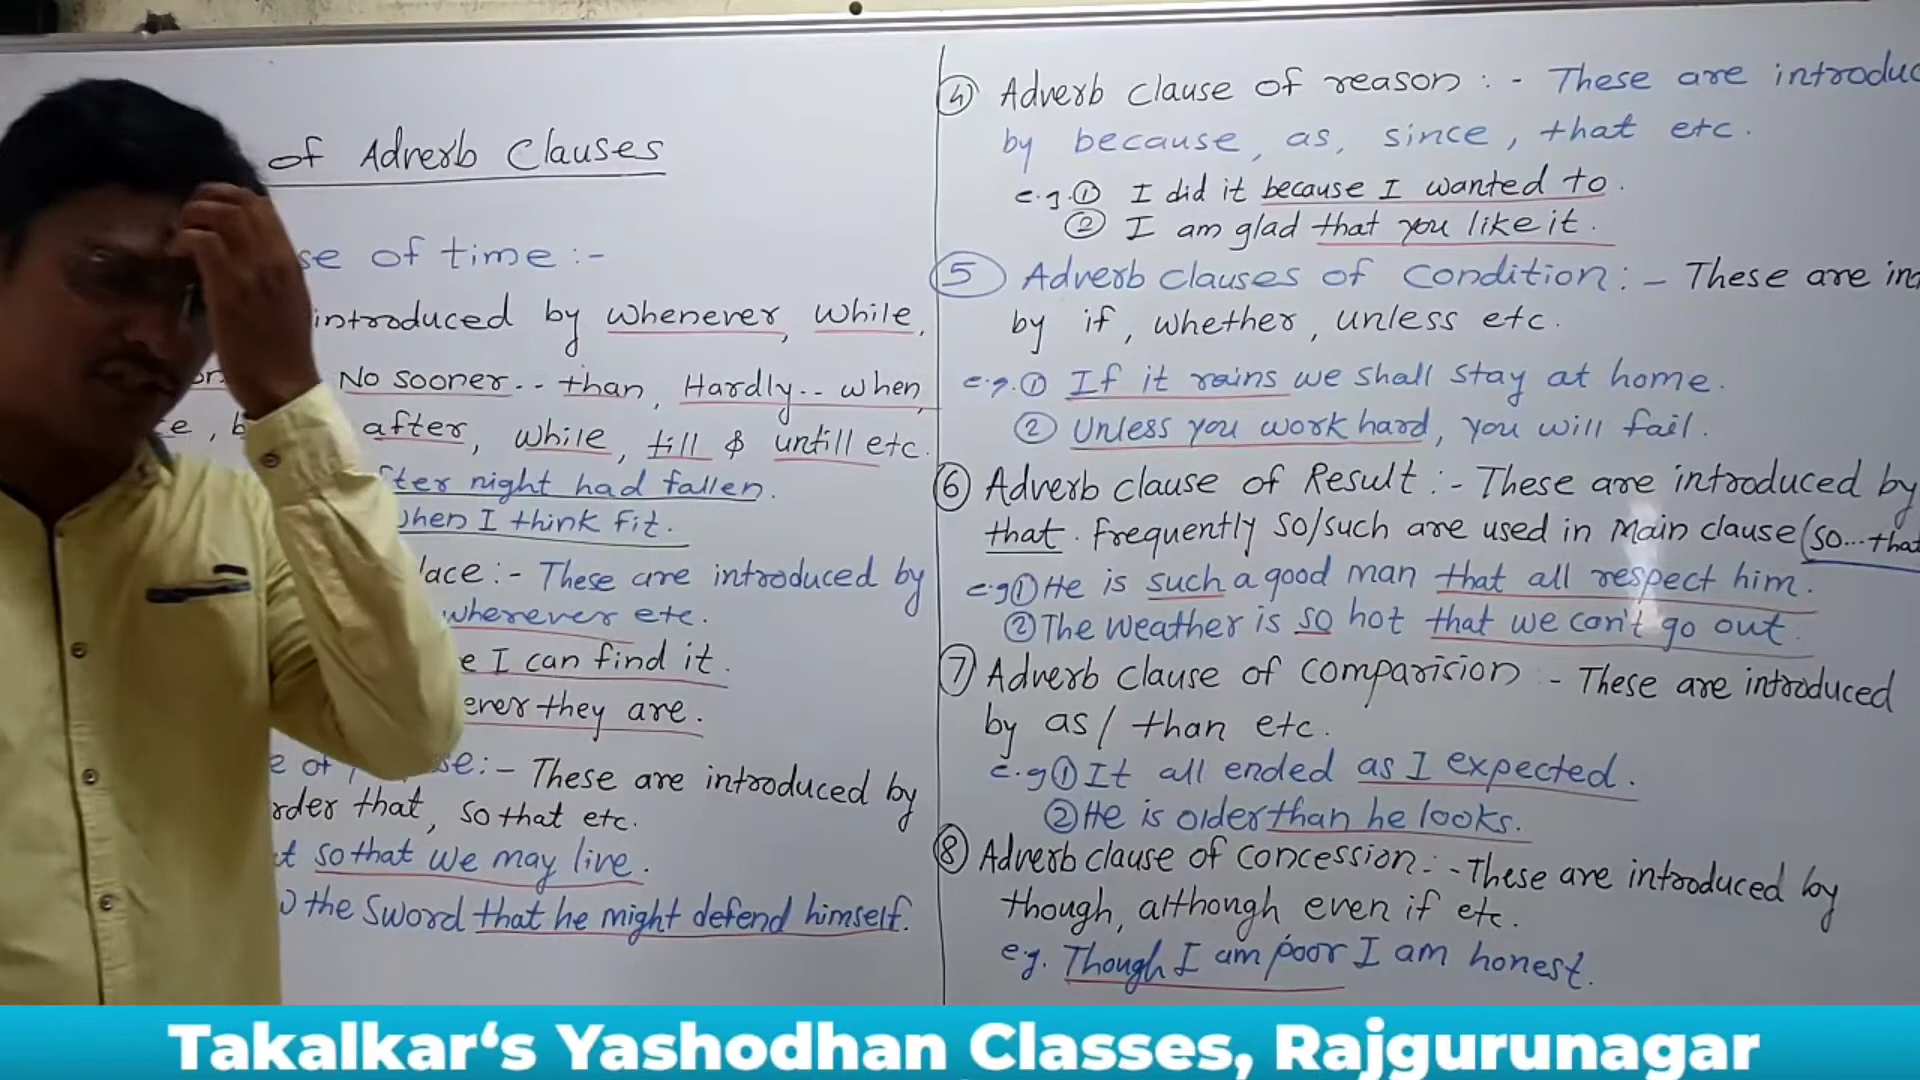 of Adverb Clauses
se of time :-
introduced by whenever, while,
No sooner.. than, Hardly.. when,
after, while, till & untill etc.
fter night had fallen.
when I think fit.
lace :- These are introduced by
wherever etc.
e I can find it.
ever they are.
se :- These are introduced by
rder that, so that etc.
t so that we may live.
the sword that he might defend himself.
4) Adverb clause of reason :- These are introduc
by because, as, since, that etc.
e.g. ① I did it because I wanted to.
② I am glad that you like it.
5 Adverb clauses of condition :- These are in
by if, whether, unless etc.
e.g. ① If it rains we shall stay at home.
② Unless you work hard, you will fail.
⑥ Adverb clause of Result :- These are introduced by
that. frequently so/such are used in Main clause (so...that
e.g ① He is such a good man that all respect him.
② The weather is so hot that we can't go out.
⑦ Adverb clause of comparision :- These are introduced
by as / than etc.
e.g ① It all ended as I expected.
② He is older than he looks.
⑧ Adverb clause of concession :- These are introduced by
though, although even if etc.
e.g. Though I am poor I am honest.
Takalkar‘s Yashodhan Classes, Rajgurunagar